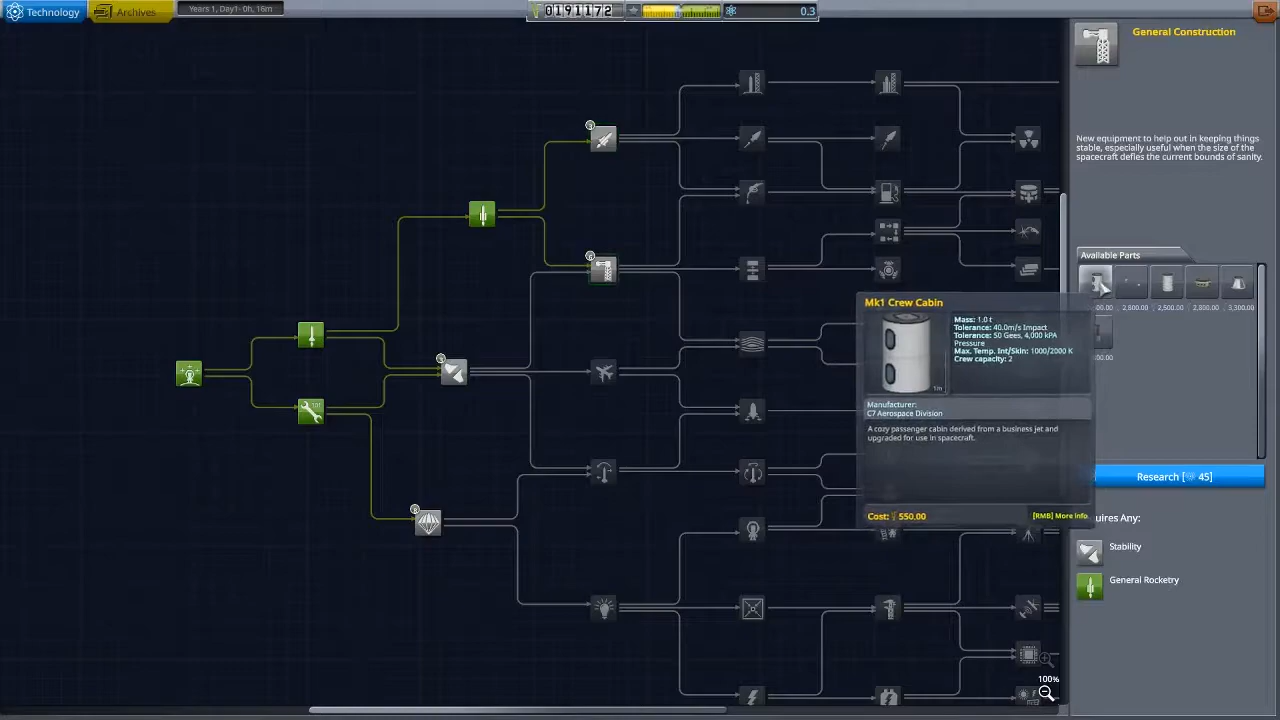 Technology
Archives
Years 1, Day1- 0h, 16m
0191172
0.3
General Construction
New equipment to help out in keeping things
stable, especially useful when the size of the
spacecraft defies the current bounds of sanity.
Available Parts
2,800.00 2,500.00 2,800.00 3,300.00
Mk1 Crew Cabin
Mass: 1.0 t
Tolerance: 40.0m/s Impact
Tolerance: 50 Gees, 4,000 kPA
Pressure
Max. Temp. Int/Skin: 1000/2000 K
Crew capacity: 2
1m
Manufacturer:
C7 Aerospace Division
A cozy passenger cabin derived from a business jet and
upgraded for use in spacecraft.
Cost: 550.00
[RMB] More Info
Research [45]
uires Any:
Stability
General Rocketry
100%